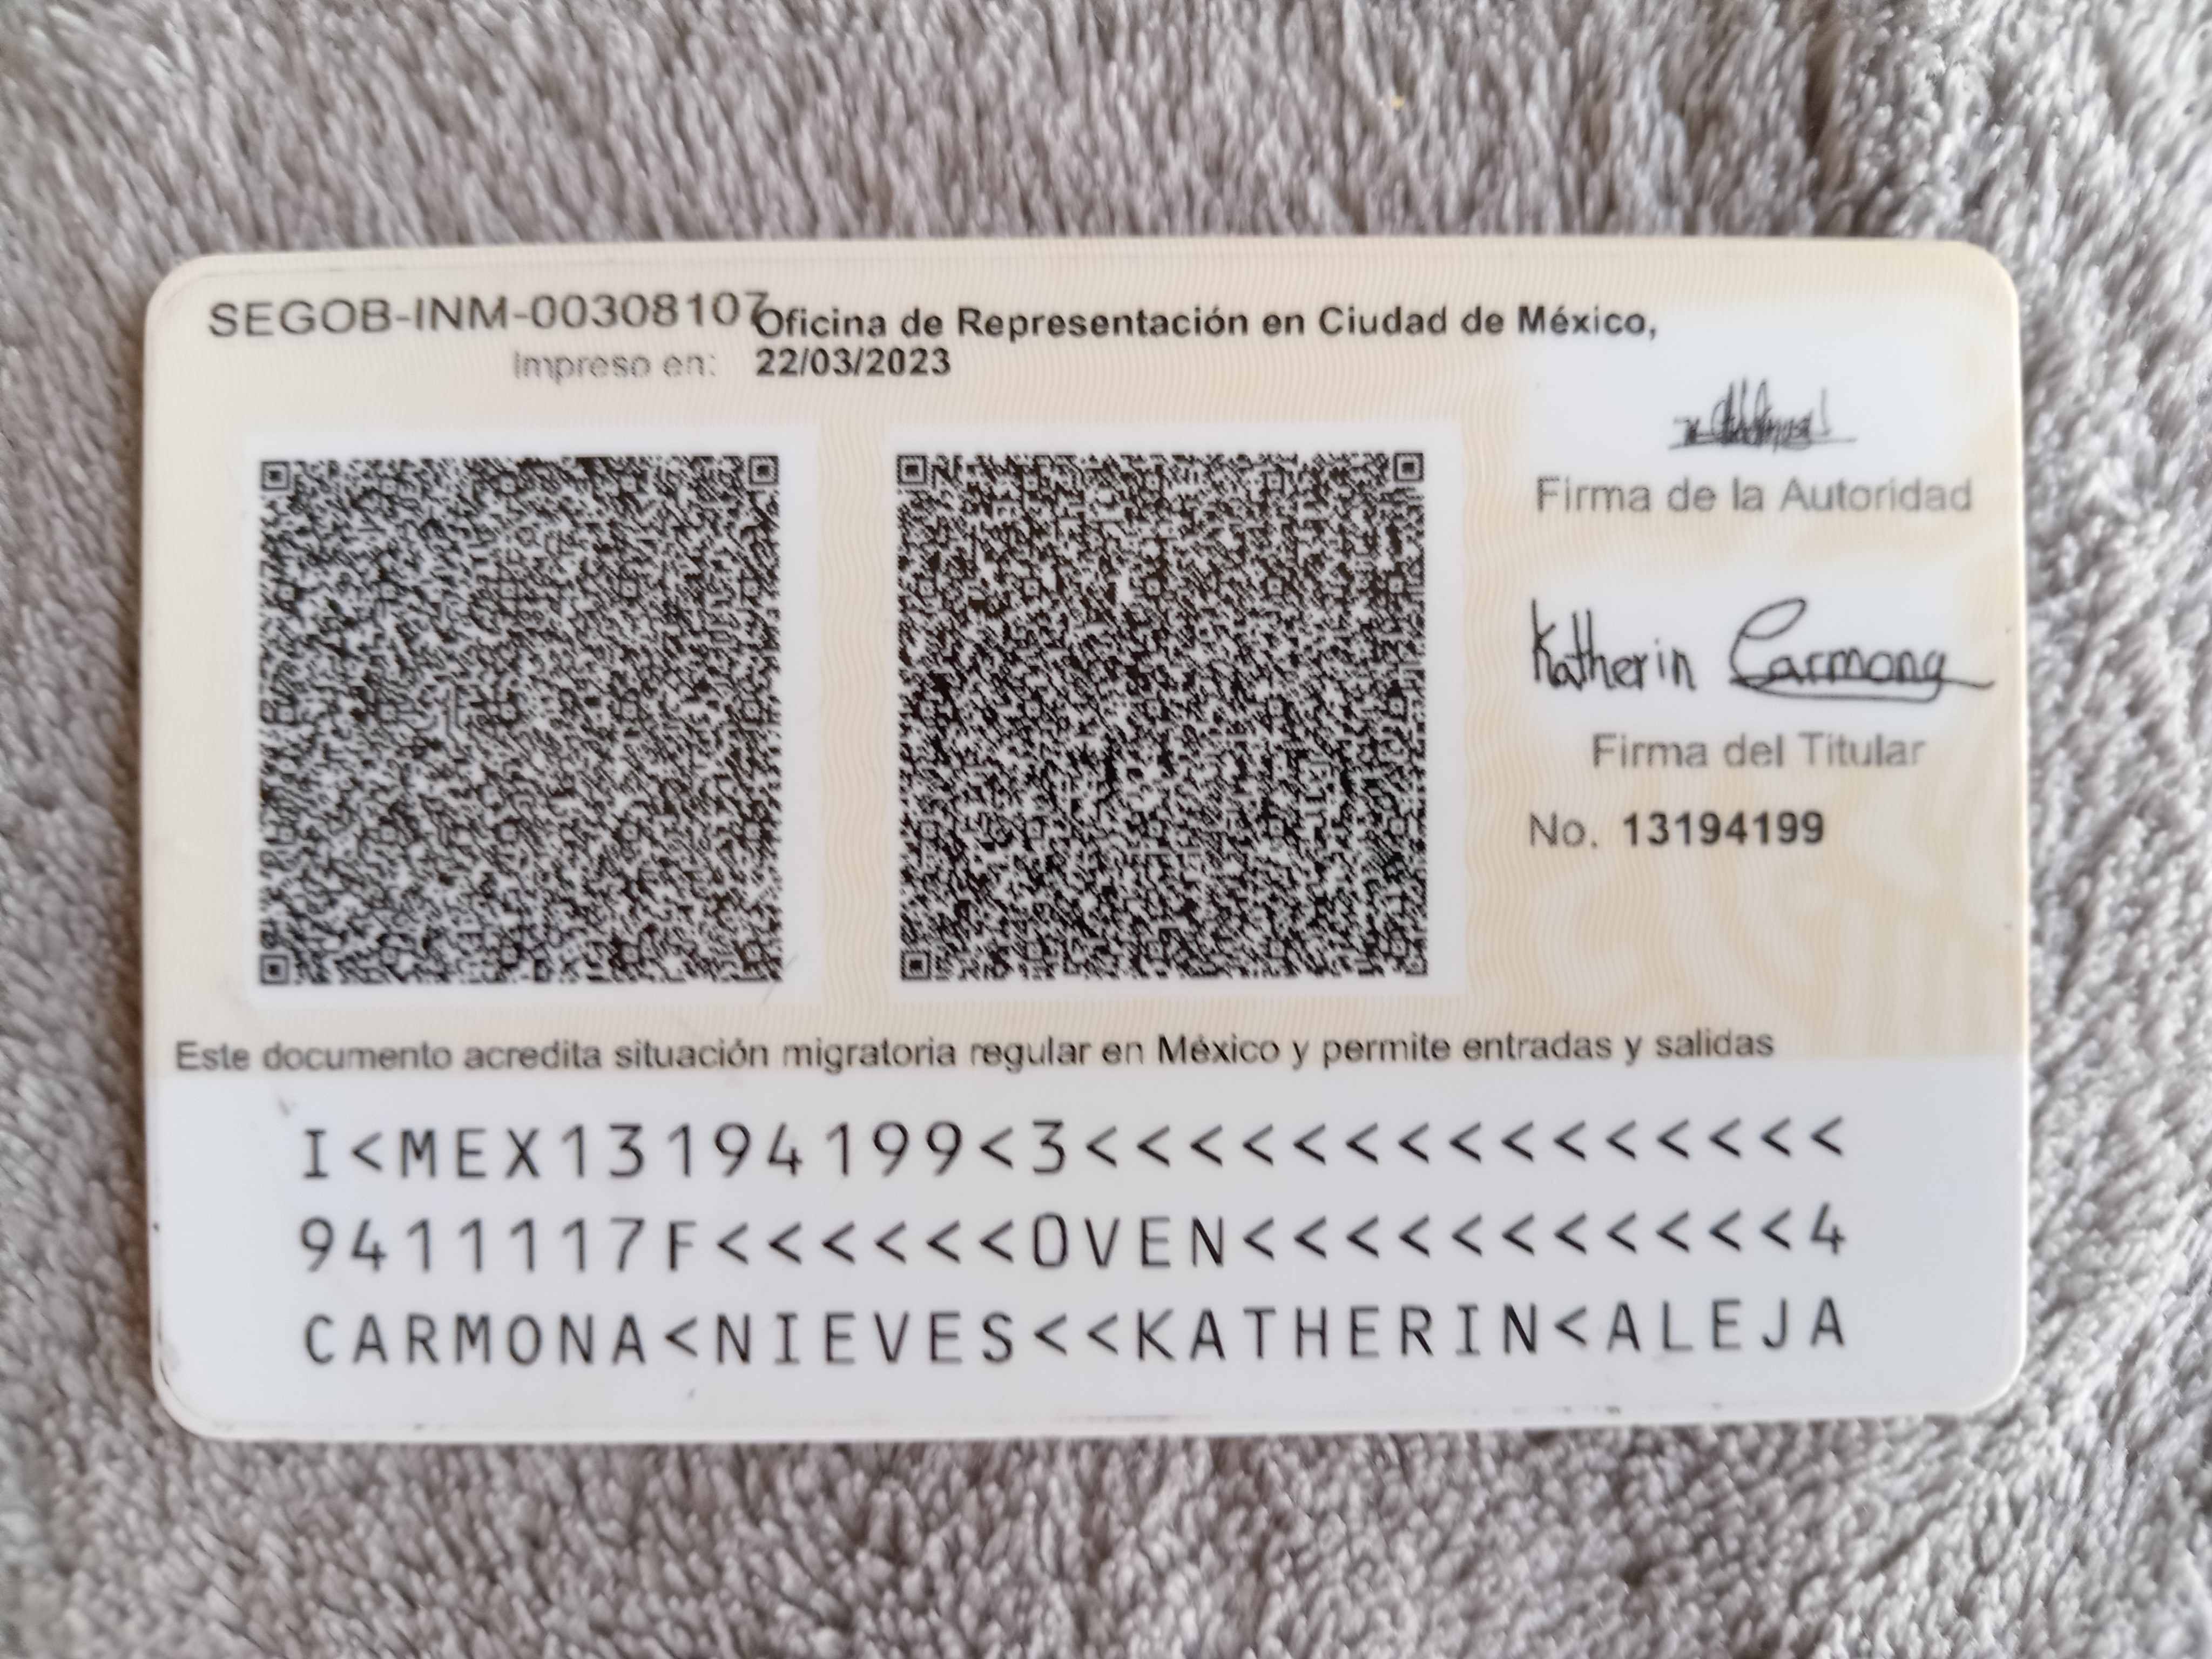 SEGOB-INM-00308107
Oficina de Representación en Ciudad de México,
Impreso en: 22/03/2023
Firma de la Autoridad
Katherin Carmona
Firma del Titular
No. 13194199
Este documento acredita situación migratoria regular en México y permite entradas y salidas
I<MEX13194199<3<<<<<<<<<<<<<<<
9411117F<<<<<<0VEN<<<<<<<<<<<4
CARMONA<NIEVES<<KATHERIN<ALEJA